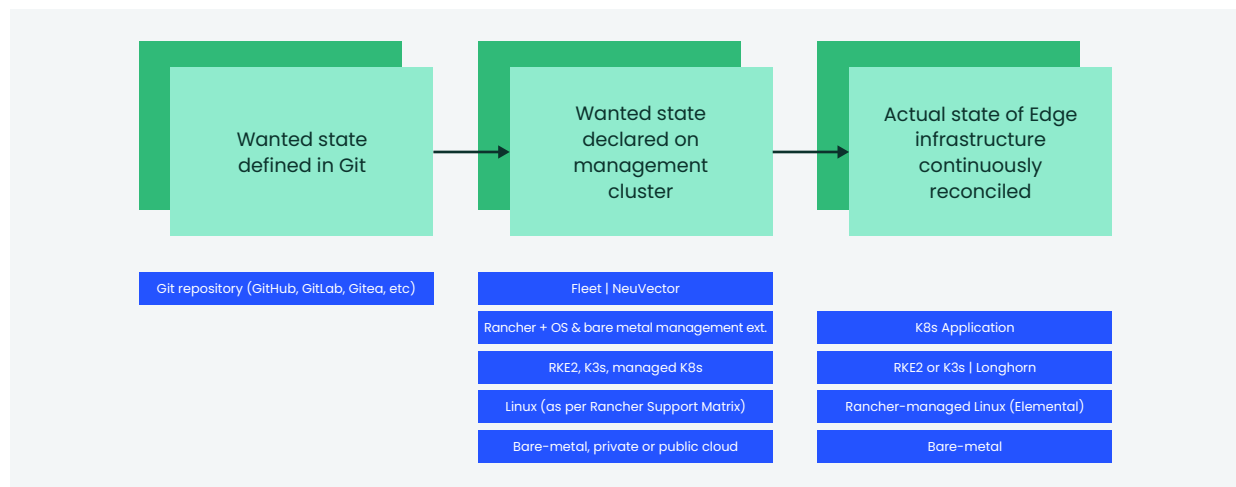 Wanted state
defined in Git
Wanted state
declared on
management
cluster
Actual state of Edge
infrastructure
continuously
reconciled
Git repository (GitHub, GitLab, Gitea, etc)
Fleet | NeuVector
Rancher + OS & bare metal management ext.
RKE2, K3s, managed K8s
Linux (as per Rancher Support Matrix)
Bare-metal, private or public cloud
K8s Application
RKE2 or K3s | Longhorn
Rancher-managed Linux (Elemental)
Bare-metal